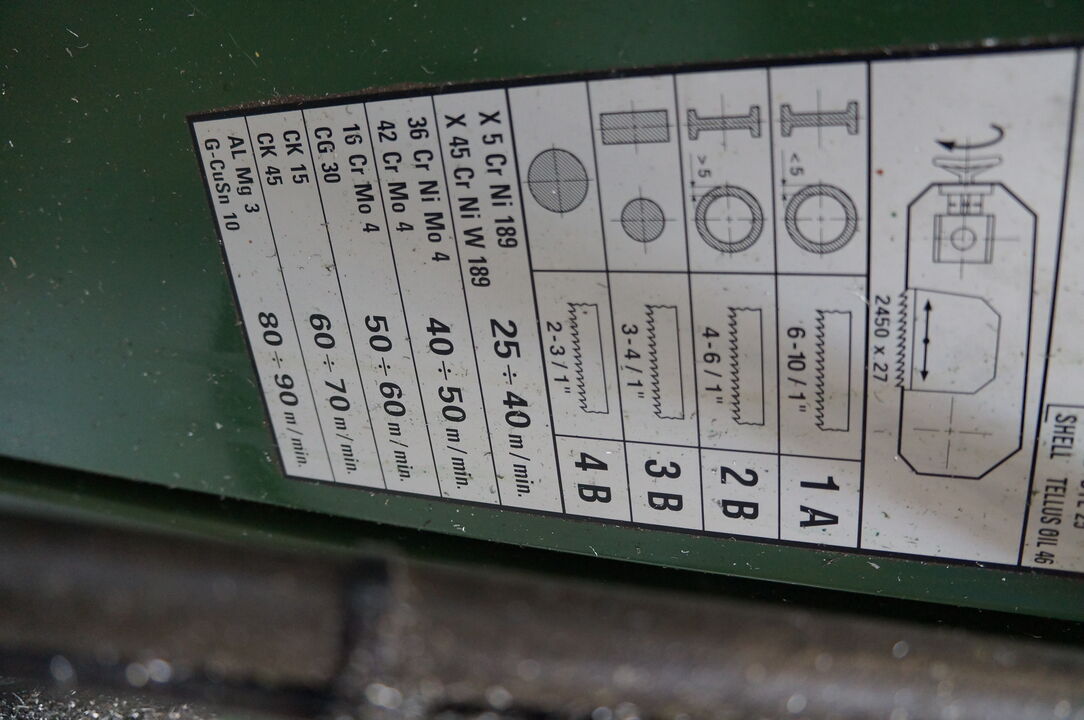 SHELL TELLUS OIL 46
2450 x 27
<5 6-10 / 1" 1 A
>5 4-6 / 1" 2 B
3-4 / 1" 3 B
2-3 / 1" 4 B
X 5 Cr Ni 189
X 45 Cr Ni W 189 25 ÷ 40 m/min.
36 Cr Ni Mo 4
42 Cr Mo 4 40 ÷ 50 m/min.
16 Cr Mo 4
CG 30 50 ÷ 60 m/min.
CK 15
CK 45 60 ÷ 70 m/min.
AL Mg 3
G-CuSn 10 80 ÷ 90 m/min.